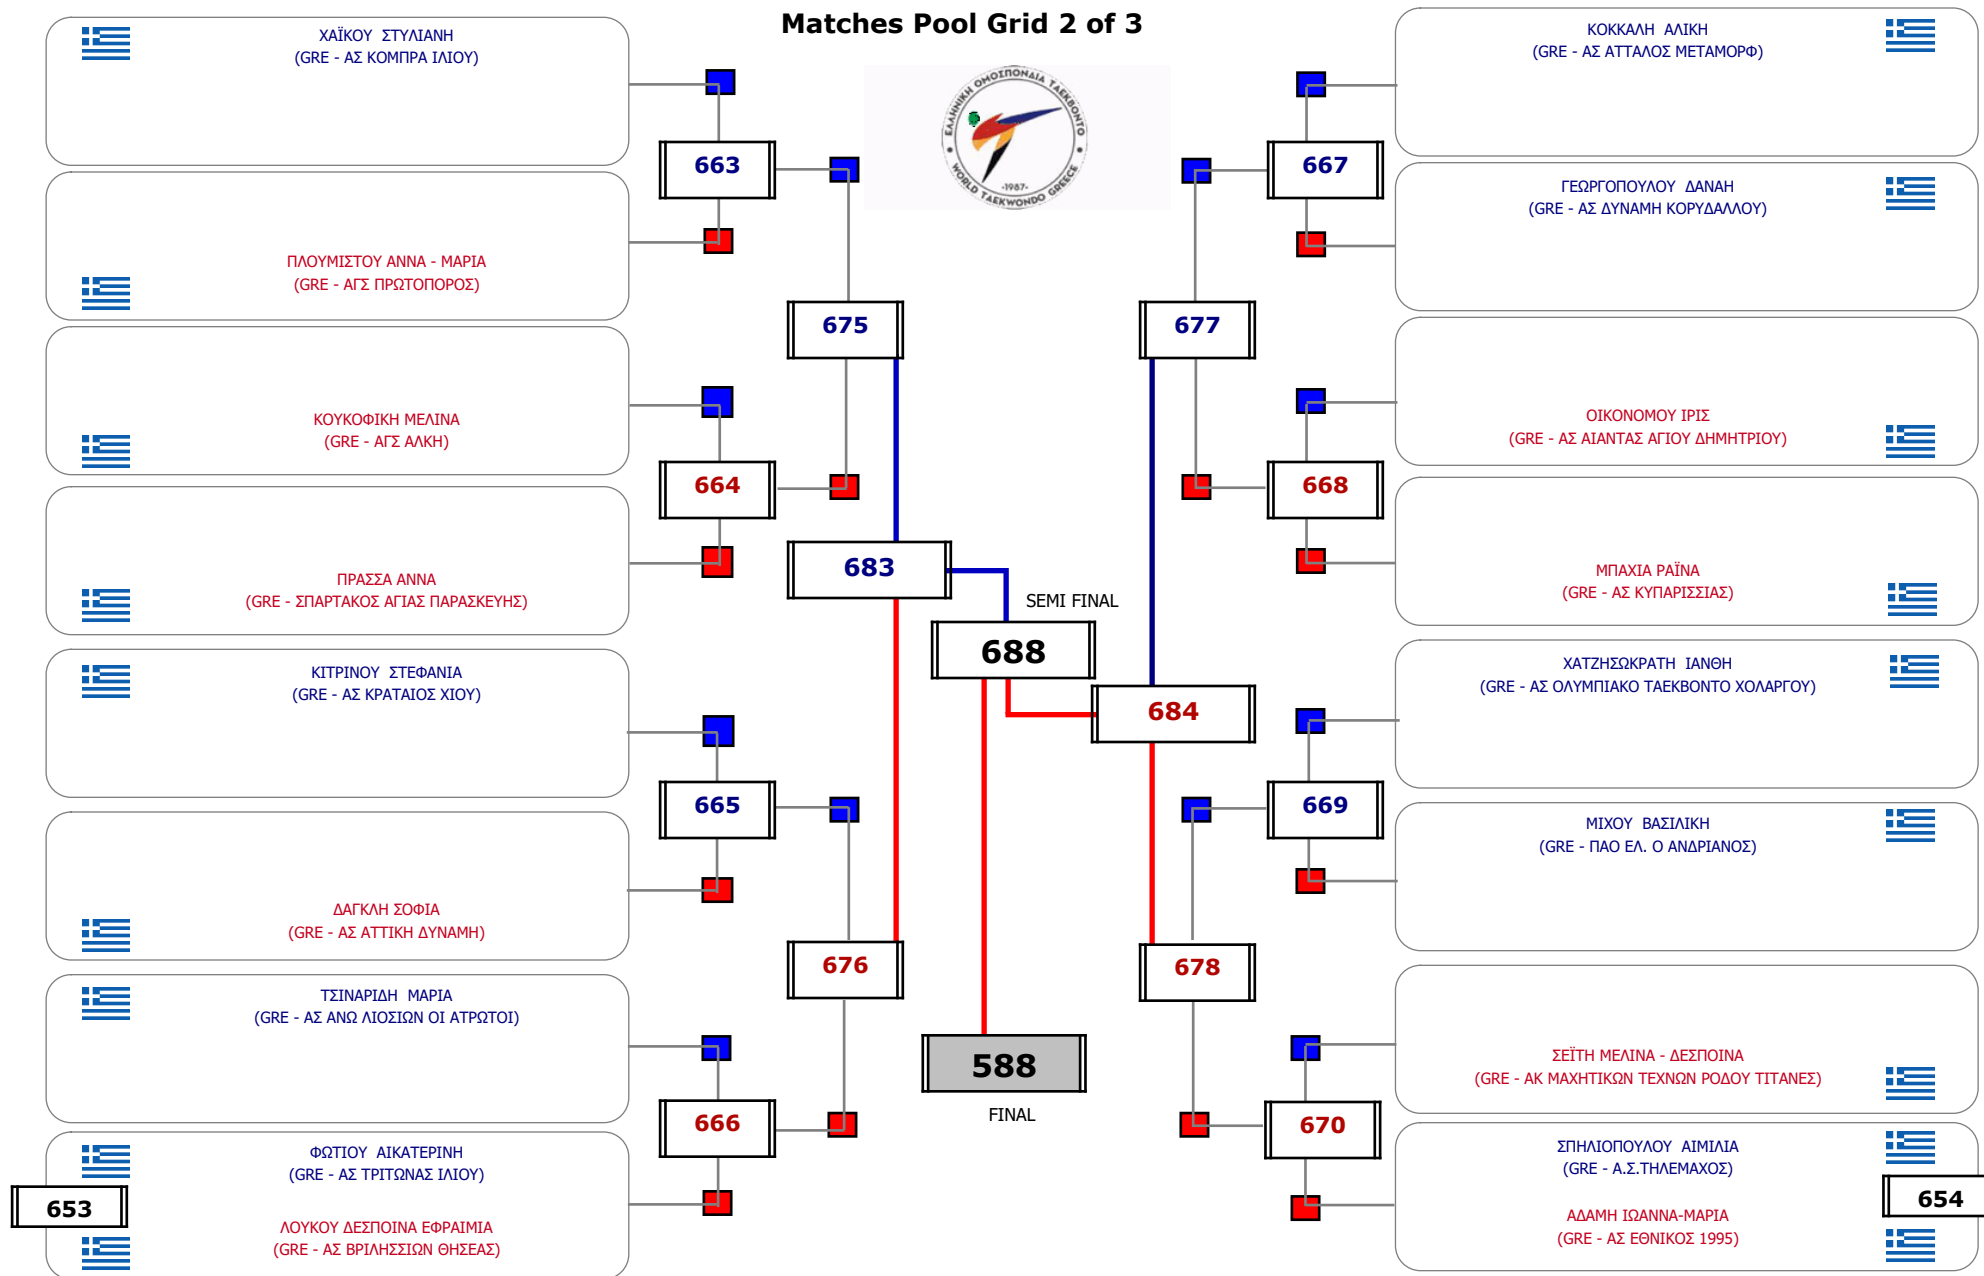 Matches Pool Grid 2 of 3
ΕΛΛΗΝΙΚΗ ΟΜΟΣΠΟΝΔΙΑ ΤΑΕΚΒΟΝΤΟ
-1987-
WORLD TAEKWONDO GREECE
ΧΑΪΚΟΥ ΣΤΥΛΙΑΝΗ
(GRE - ΑΣ ΚΟΜΠΡΑ ΙΛΙΟΥ)
663
ΠΛΟΥΜΙΣΤΟΥ ΑΝΝΑ - ΜΑΡΙΑ
(GRE - ΑΓΣ ΠΡΩΤΟΠΟΡΟΣ)
675
ΚΟΥΚΟΦΙΚΗ ΜΕΛΙΝΑ
(GRE - ΑΓΣ ΑΛΚΗ)
664
ΠΡΑΣΣΑ ΑΝΝΑ
(GRE - ΣΠΑΡΤΑΚΟΣ ΑΓΙΑΣ ΠΑΡΑΣΚΕΥΗΣ)
683
ΚΙΤΡΙΝΟΥ ΣΤΕΦΑΝΙΑ
(GRE - ΑΣ ΚΡΑΤΑΙΟΣ ΧΙΟΥ)
665
ΔΑΓΚΛΗ ΣΟΦΙΑ
(GRE - ΑΣ ΑΤΤΙΚΗ ΔΥΝΑΜΗ)
676
ΤΣΙΝΑΡΙΔΗ ΜΑΡΙΑ
(GRE - ΑΣ ΑΝΩ ΛΙΟΣΙΩΝ ΟΙ ΑΤΡΩΤΟΙ)
666
ΦΩΤΙΟΥ ΑΙΚΑΤΕΡΙΝΗ
(GRE - ΑΣ ΤΡΙΤΩΝΑΣ ΙΛΙΟΥ)
653
ΛΟΥΚΟΥ ΔΕΣΠΟΙΝΑ ΕΦΡΑΙΜΙΑ
(GRE - ΑΣ ΒΡΙΛΗΣΣΙΩΝ ΘΗΣΕΑΣ)
SEMI FINAL
688
588
FINAL
ΚΟΚΚΑΛΗ ΑΛΙΚΗ
(GRE - ΑΣ ΑΤΤΑΛΟΣ ΜΕΤΑΜΟΡΦ)
667
ΓΕΩΡΓΟΠΟΥΛΟΥ ΔΑΝΑΗ
(GRE - ΑΣ ΔΥΝΑΜΗ ΚΟΡΥΔΑΛΛΟΥ)
677
ΟΙΚΟΝΟΜΟΥ ΙΡΙΣ
(GRE - ΑΣ ΑΙΑΝΤΑΣ ΑΓΙΟΥ ΔΗΜΗΤΡΙΟΥ)
668
ΜΠΑΧΙΑ ΡΑΪΝΑ
(GRE - ΑΣ ΚΥΠΑΡΙΣΣΙΑΣ)
684
ΧΑΤΖΗΣΩΚΡΑΤΗ ΙΑΝΘΗ
(GRE - ΑΣ ΟΛΥΜΠΙΑΚΟ ΤΑΕΚΒΟΝΤΟ ΧΟΛΑΡΓΟΥ)
669
ΜΙΧΟΥ ΒΑΣΙΛΙΚΗ
(GRE - ΠΑΟ ΕΛ. Ο ΑΝΔΡΙΑΝΟΣ)
678
ΣΕΪΤΗ ΜΕΛΙΝΑ - ΔΕΣΠΟΙΝΑ
(GRE - ΑΚ ΜΑΧΗΤΙΚΩΝ ΤΕΧΝΩΝ ΡΟΔΟΥ ΤΙΤΑΝΕΣ)
670
ΣΠΗΛΙΟΠΟΥΛΟΥ ΑΙΜΙΛΙΑ
(GRE - Α.Σ.ΤΗΛΕΜΑΧΟΣ)
654
ΑΔΑΜΗ ΙΩΑΝΝΑ-ΜΑΡΙΑ
(GRE - ΑΣ ΕΘΝΙΚΟΣ 1995)